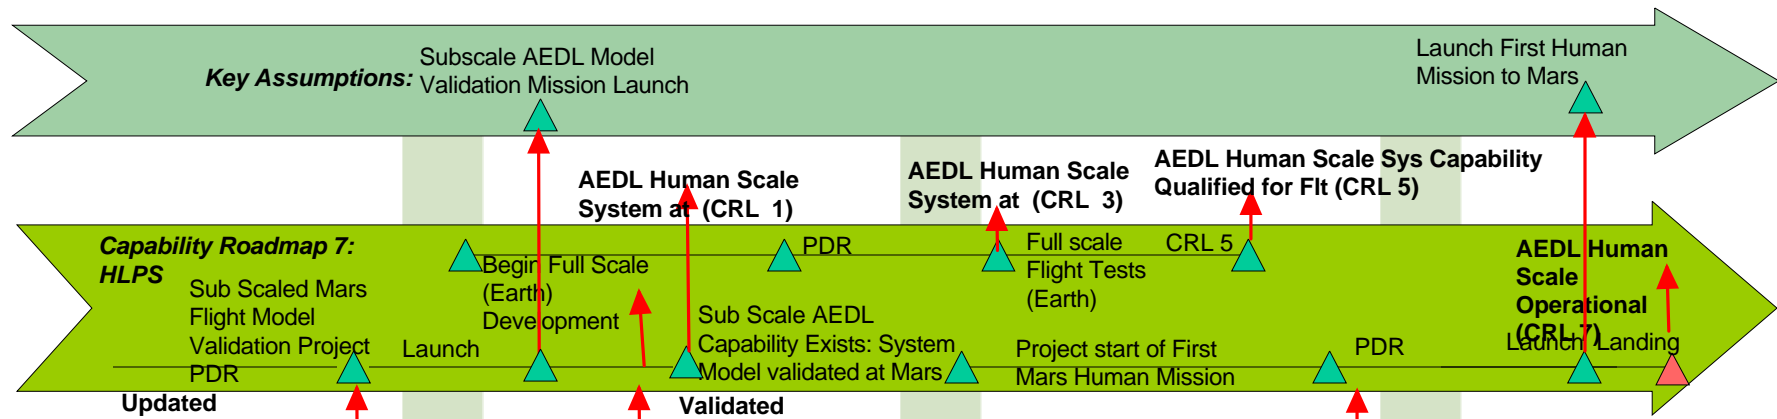 Key Assumptions:
Subscale AEDL Model
Validation Mission Launch
Launch First Human
Mission to Mars
AEDL Human Scale
System at (CRL 1)
AEDL Human Scale
System at (CRL 3)
AEDL Human Scale Sys Capability
Qualified for Flt (CRL 5)
Capability Roadmap 7:
HLPS
Begin Full Scale
(Earth)
Development
PDR
Full scale
Flight Tests
(Earth)
CRL 5
AEDL Human
Scale
Operational
(CRL 7)
Sub Scaled Mars
Flight Model
Validation Project
PDR
Launch
Sub Scale AEDL
Capability Exists: System
Model validated at Mars
Project start of First
Mars Human Mission
PDR
Launch Landing
Updated
Validated